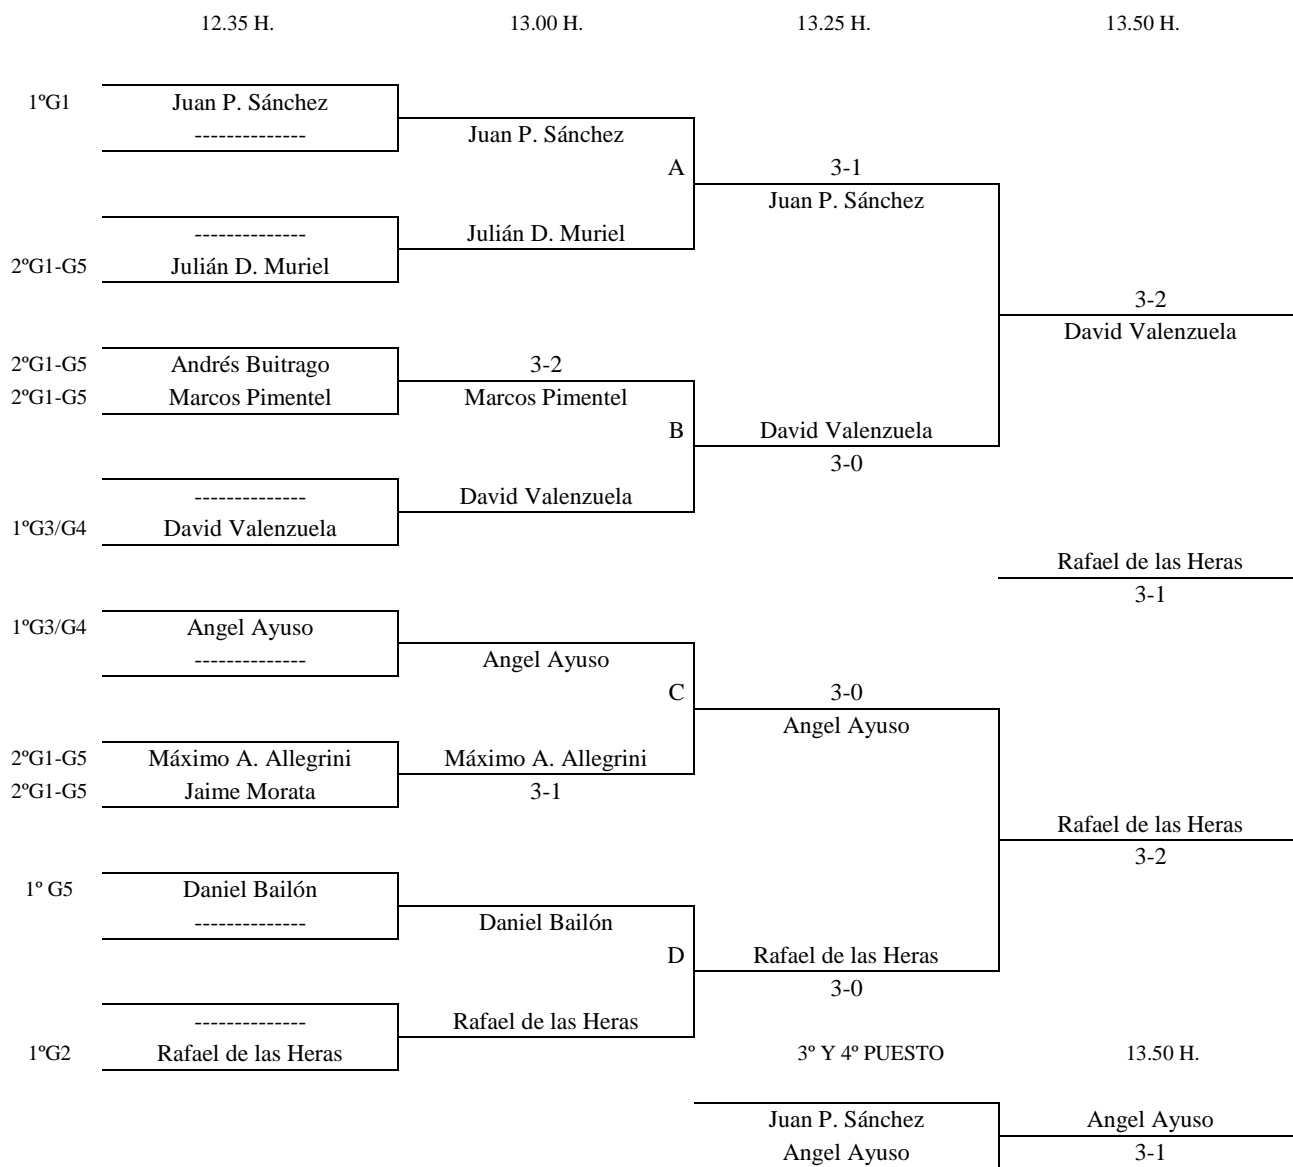 12.35 H. 13.00 H. 13.25 H. 13.50 H.
1ºG1 Juan P. Sánchez
-------------- Juan P. Sánchez
A 3-1
Juan P. Sánchez
-------------- Julián D. Muriel
2ºG1-G5 Julián D. Muriel
3-2
David Valenzuela
2ºG1-G5 Andrés Buitrago 3-2
2ºG1-G5 Marcos Pimentel Marcos Pimentel
B David Valenzuela
3-0
-------------- David Valenzuela
1ºG3/G4 David Valenzuela
Rafael de las Heras
3-1
1ºG3/G4 Angel Ayuso
-------------- Angel Ayuso
C 3-0
Angel Ayuso
2ºG1-G5 Máximo A. Allegrini Máximo A. Allegrini
2ºG1-G5 Jaime Morata 3-1
Rafael de las Heras
3-2
1º G5 Daniel Bailón
-------------- Daniel Bailón
D Rafael de las Heras
3-0
-------------- Rafael de las Heras
1ºG2 Rafael de las Heras 3º Y 4º PUESTO 13.50 H.
Juan P. Sánchez Angel Ayuso
Angel Ayuso 3-1